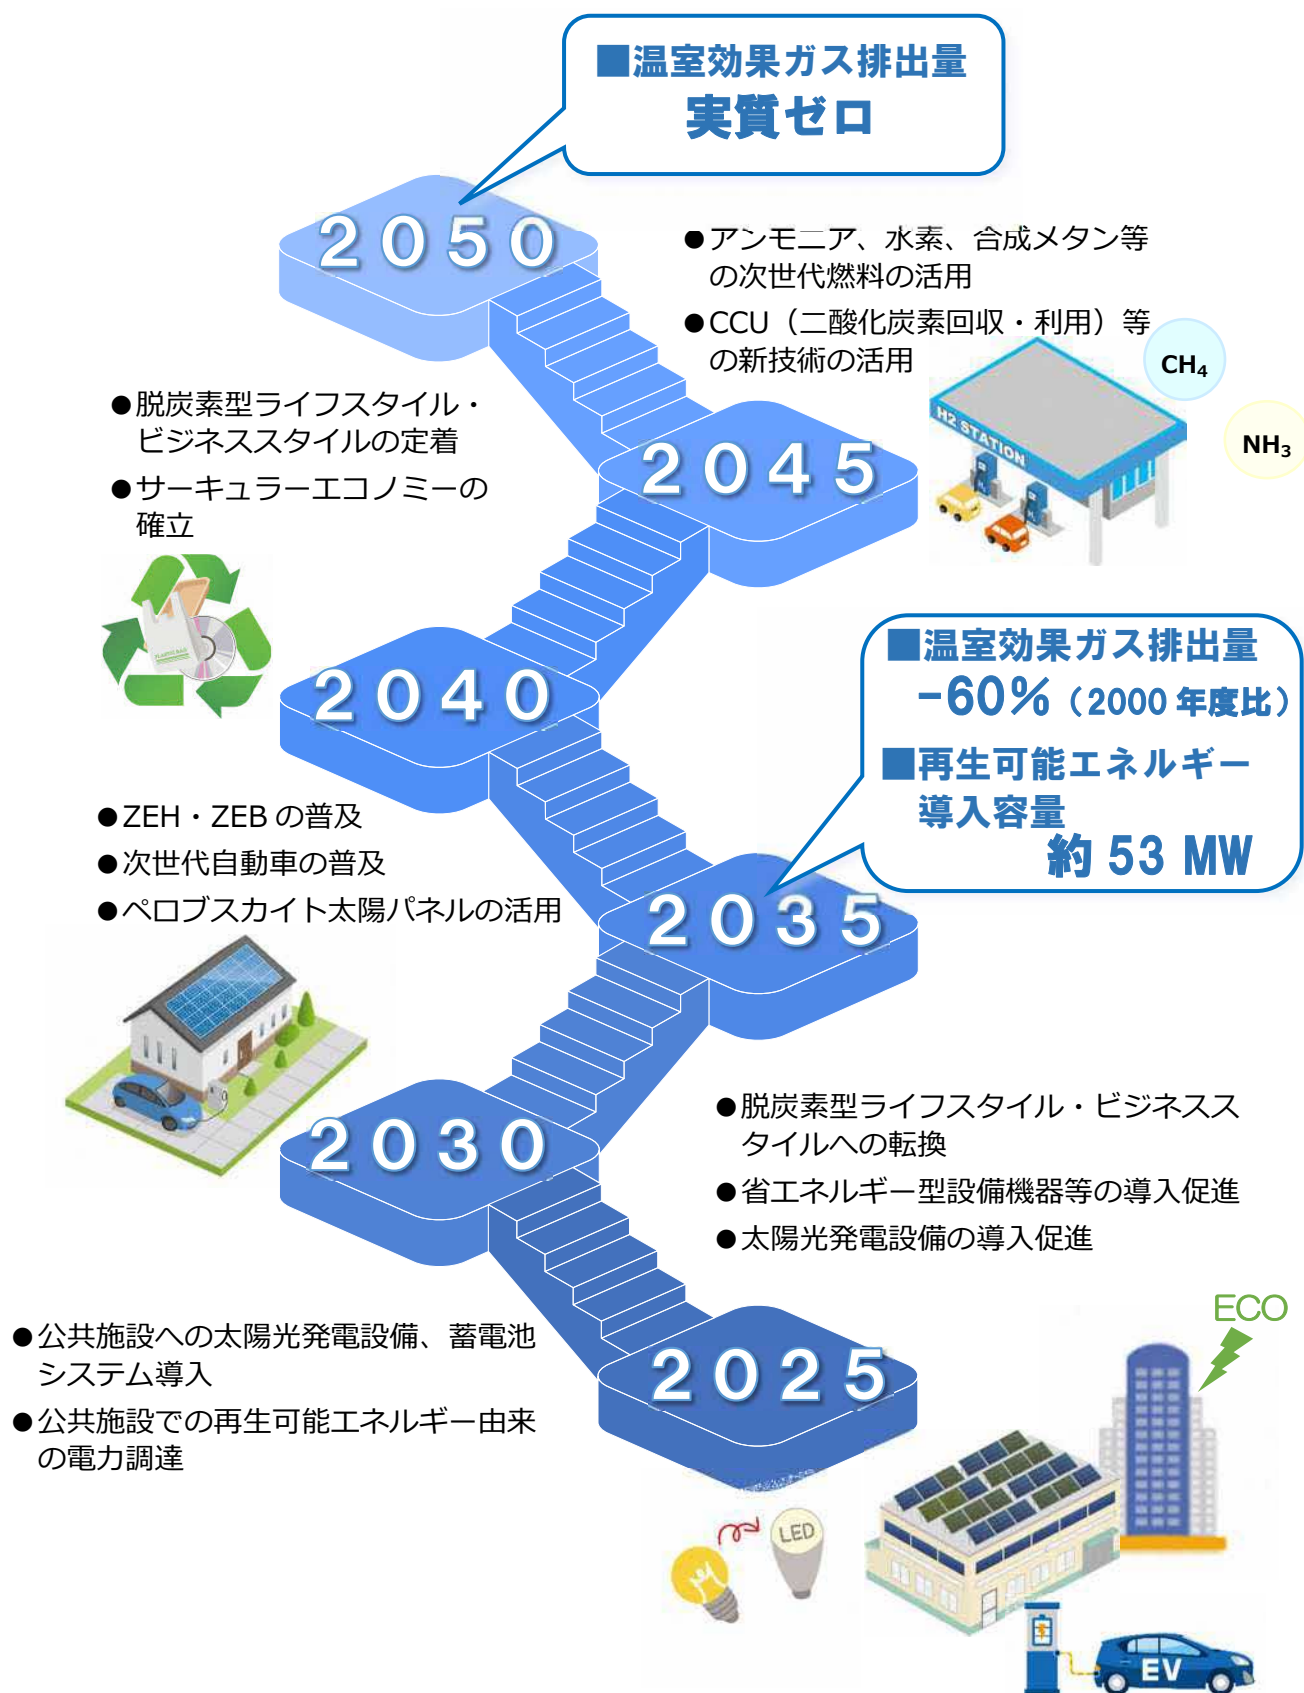 ■温室効果ガス排出量
実質ゼロ
2050
●アンモニア、水素、合成メタン等
の次世代燃料の活用
●CCU（二酸化炭素回収・利用）等
の新技術の活用
CH₄
NH₃
H2 STATION
●脱炭素型ライフスタイル・
ビジネススタイルの定着
●サーキュラーエコノミーの
確立
2045
PLASTIC BAG
■温室効果ガス排出量
-60%（2000 年度比）
■再生可能エネルギー
導入容量
約 53 MW
2040
●ZEH・ZEB の普及
●次世代自動車の普及
●ペロブスカイト太陽パネルの活用
2035
2030
●脱炭素型ライフスタイル・ビジネスス
タイルへの転換
●省エネルギー型設備機器等の導入促進
●太陽光発電設備の導入促進
●公共施設への太陽光発電設備、蓄電池
システム導入
●公共施設での再生可能エネルギー由来
の電力調達
2025
ECO
LED
EV